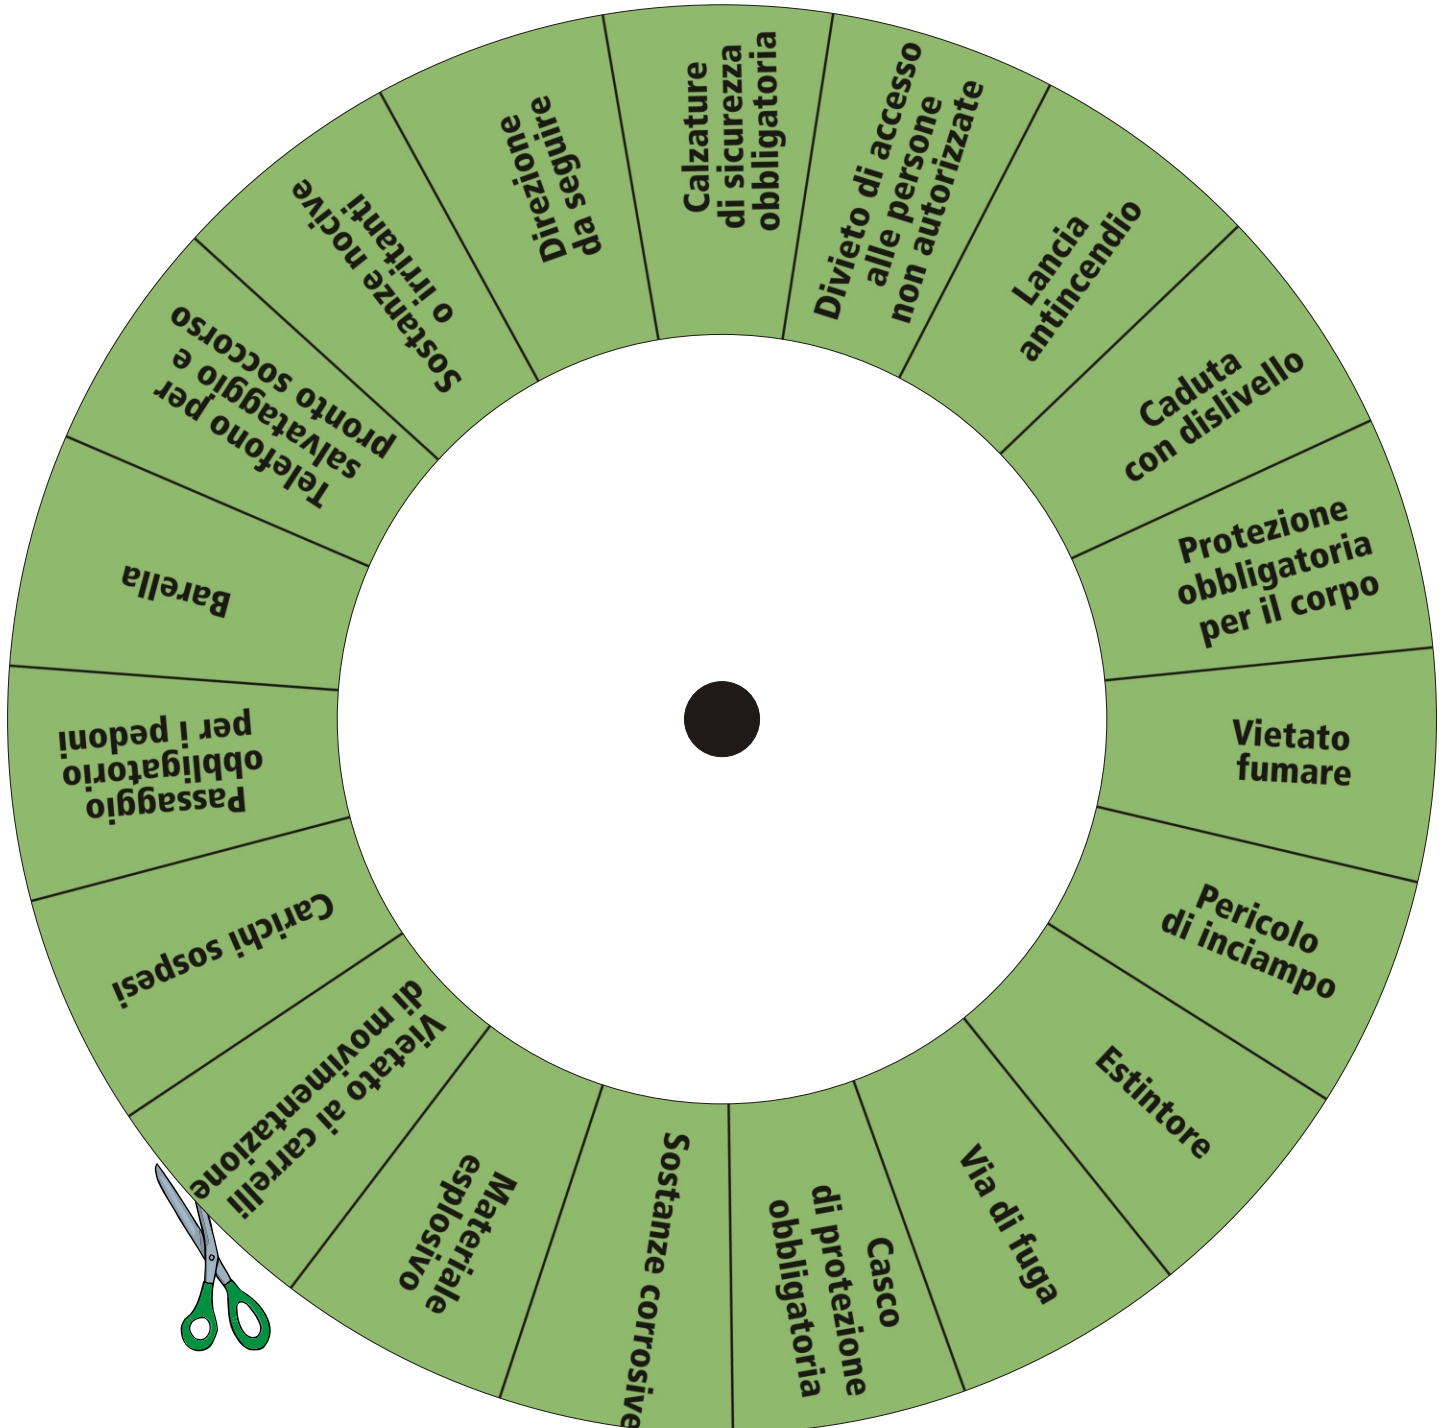 Calzature
di sicurezza
obbligatoria
Divieto di accesso
alle persone
non autorizzate
Lancia
antincendio
Caduta
con dislivello
Protezione
obbligatoria
per il corpo
Vietato
fumare
Pericolo
di inciampo
Estintore
Via di fuga
Casco
di protezione
obbligatoria
Sostanze corrosive
Materiale
esplosivo
Vietato ai carrelli
di movimentazione
Carichi sospesi
Passaggio
obbligatorio
per i pedoni
Barella
Telefono per
salvataggio e
pronto soccorso
Sostanze nocive
o irritanti
Direzione
da seguire